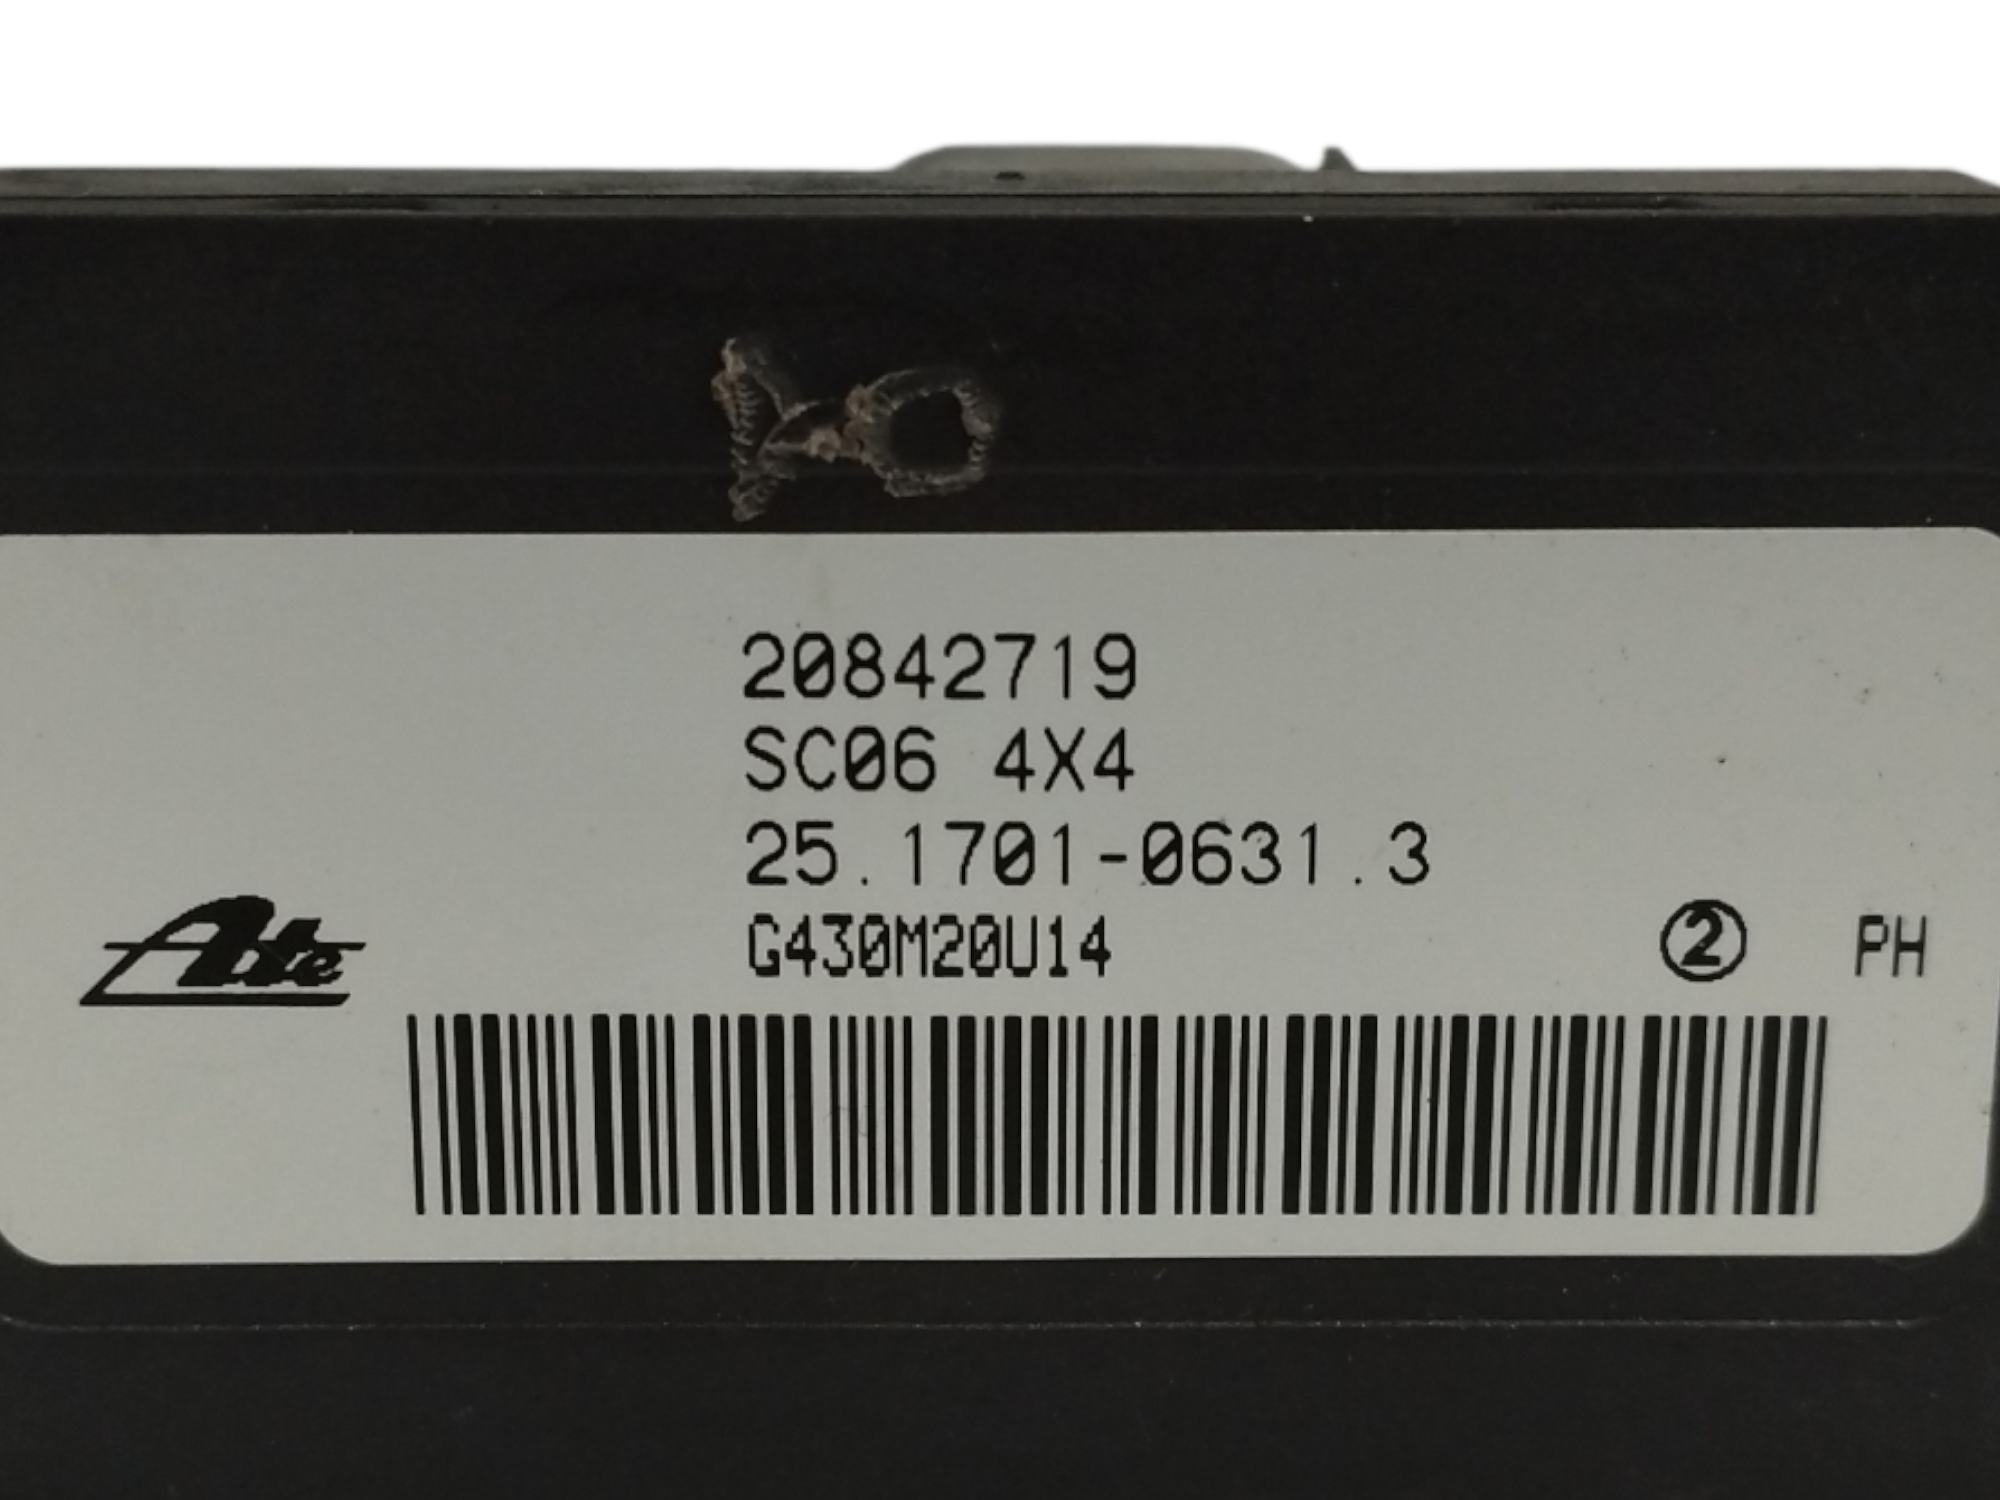 20842719
SC06 4X4
25.1701-0631.3
G430M20U14
② PH
Ate